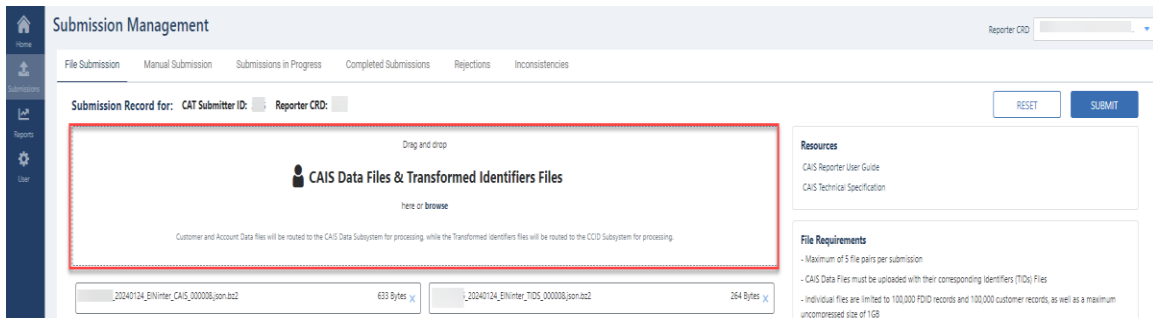 Submission Management
Reporter CRD
Home
Submissions
Reports
User
File Submission Manual Submission Submissions in Progress Completed Submissions Rejections Inconsistencies
Submission Record for: CAT Submitter ID: Reporter CRD:
RESET SUBMIT
Drag and drop
CAIS Data Files & Transformed Identifiers Files
here or browse
Customer and Account Data files will be routed to the CAIS Data Subsystem for processing, while the Transformed Identifiers files will be routed to the CCID Subsystem for processing.
_20240124_EINinter_CAIS_000008.json.bz2 633 Bytes x
_20240124_EINinter_TIDS_000008.json.bz2 264 Bytes x
Resources
CAIS Reporter User Guide
CAIS Technical Specification
File Requirements
- Maximum of 5 file pairs per submission
- CAIS Data Files must be uploaded with their corresponding Identifiers (TIDs) Files
- Individual files are limited to 100,000 FDID records and 100,000 customer records, as well as a maximum
uncompressed size of 1GB